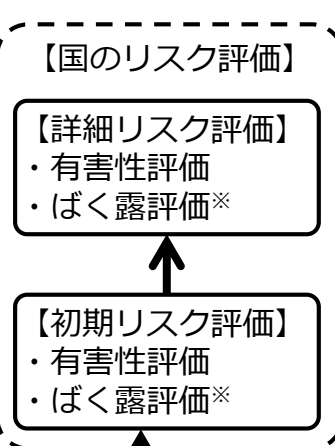 【国のリスク評価】
【詳細リスク評価】
・有害性評価
・ばく露評価※
【初期リスク評価】
・有害性評価
・ばく露評価※